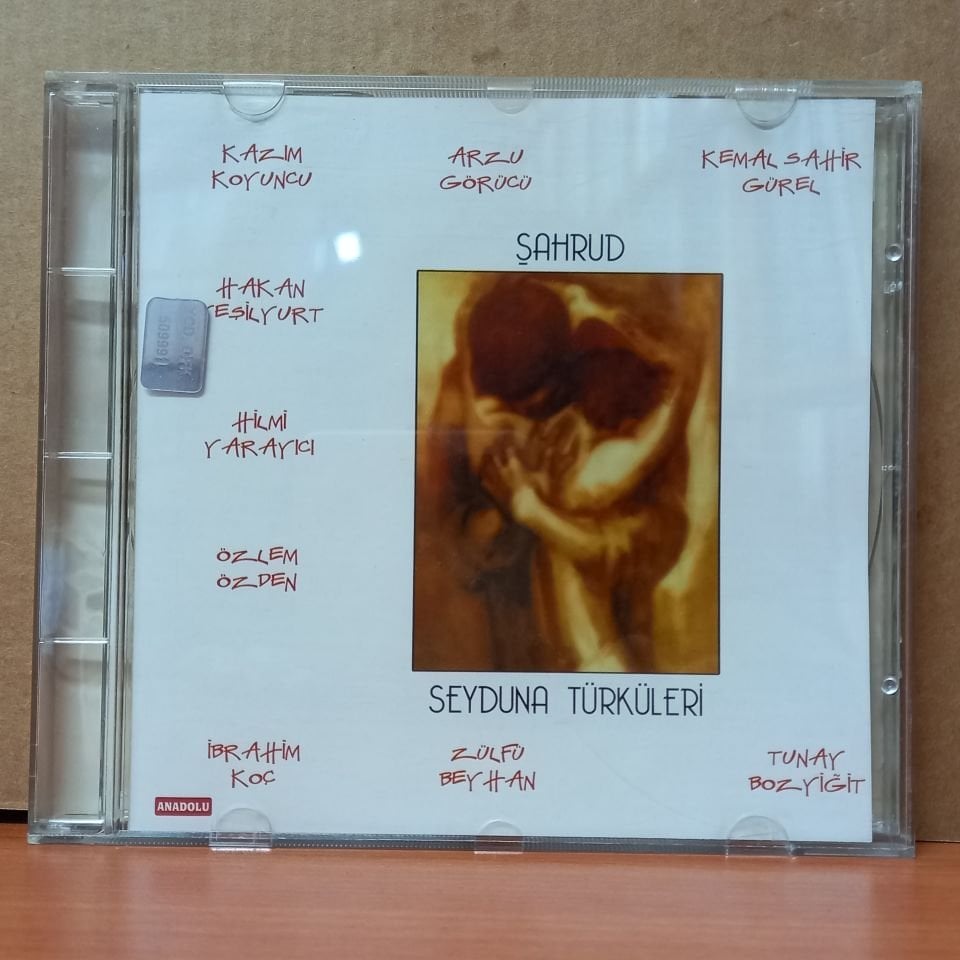 KAZIM
KOYUNCU
ARZU
GÖRÜCÜ
KEMAL SAHİR
GÜREL
ŞAHRUD
HAKAN
YEŞİLYURT
HİLMİ
YARAYICI
ÖZLEM
ÖZDEN
SEYDUNA TÜRKÜLERİ
İBRAHİM
KOÇ
ZÜLFÜ
BEYHAN
TUNAY
BOZYİĞİT
ANADOLU